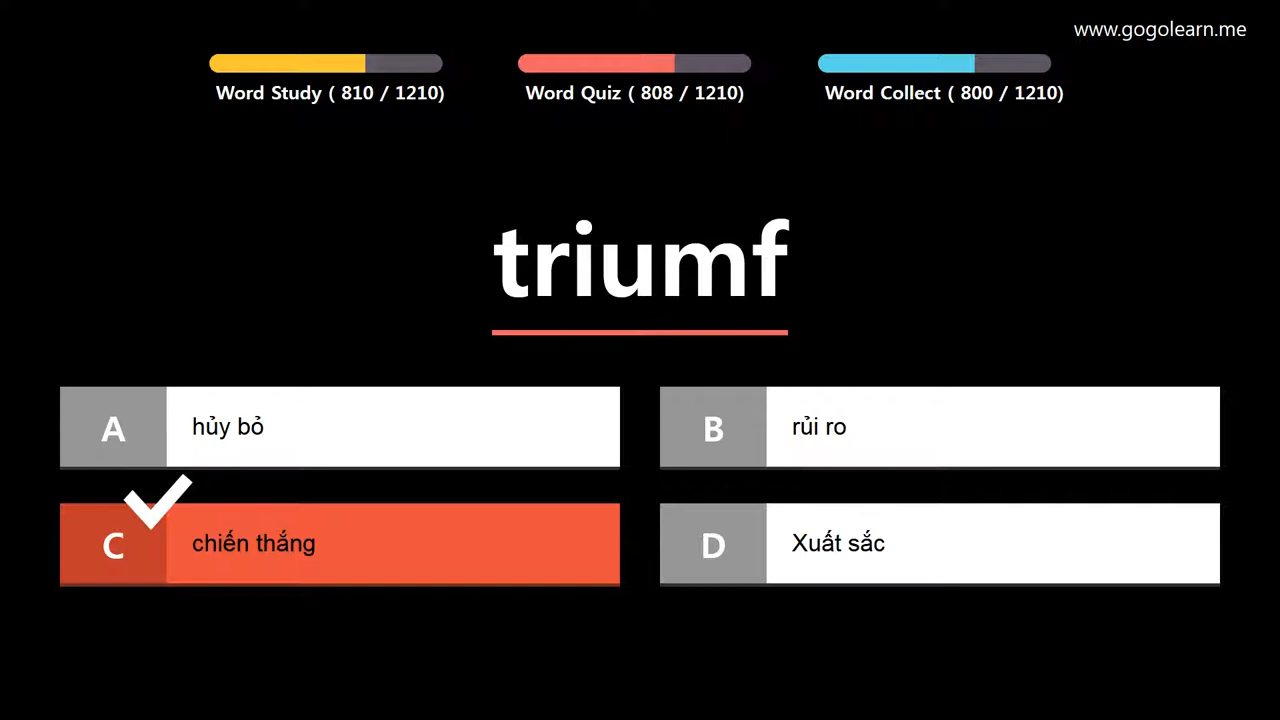 www.gogolearn.me
Word Study ( 810 / 1210)
Word Quiz ( 808 / 1210)
Word Collect ( 800 / 1210)
triumf
A
hủy bỏ
B
rủi ro
C
chiến thắng
D
Xuất sắc